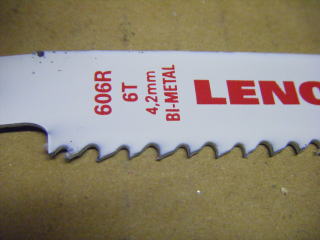 606R
6T
4,2mm
BI-METAL
LENO